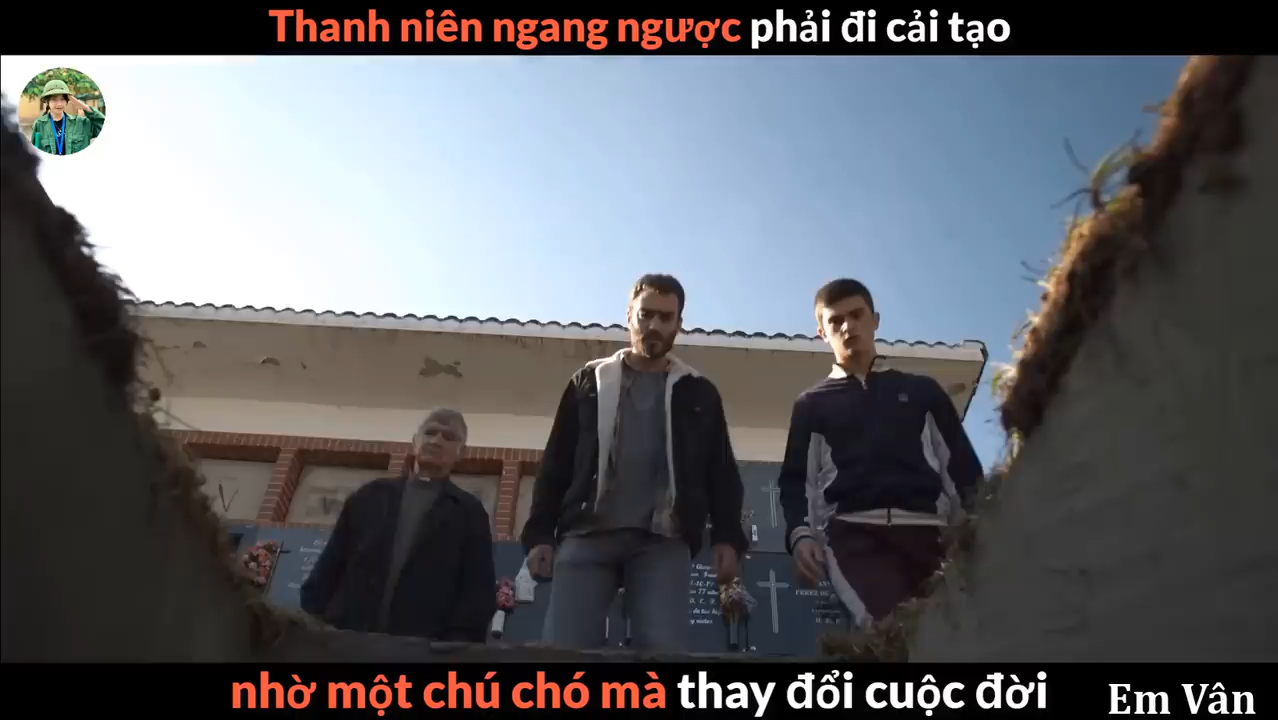 Thanh niên ngang ngược phải đi cải tạo
nhờ một chú chó mà thay đổi cuộc đời
Em Vân